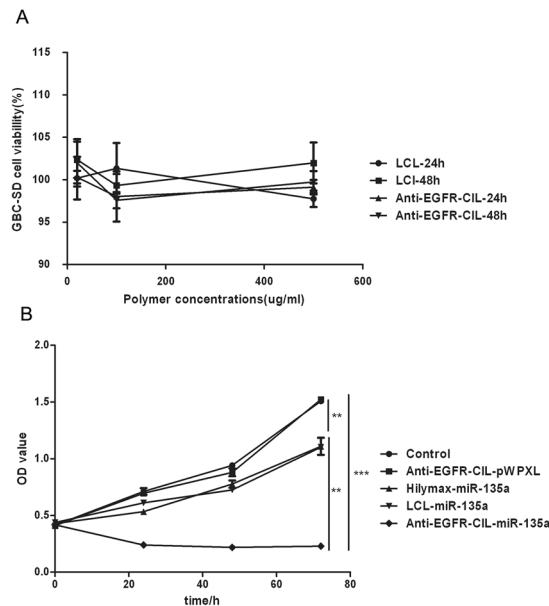 A
115
110
105
100
95
90
GBC-SD cell viabillity(%)
0
200
400
600
Polymer concentrations(ug/ml)
LCL-24h
LCI-48h
Anti-EGFR-CIL-24h
Anti-EGFR-CIL-48h
B
2.0
1.5
1.0
0.5
0.0
OD value
0
20
40
60
80
time/h
**
**
***
Control
Anti-EGFR-CIL-pWPXL
Hilymax-miR-135a
LCL-miR-135a
Anti-EGFR-CIL-miR-135a